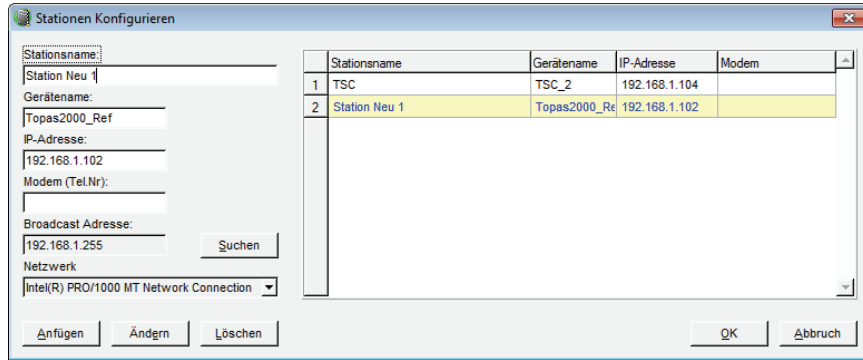 Stationen Konfigurieren
Stationsname:
Station Neu 1
Gerätename:
Topas2000_Ref
IP-Adresse:
192.168.1.102
Modem (Tel.Nr):
Broadcast Adresse:
192.168.1.255
Suchen
Netzwerk
Intel(R) PRO/1000 MT Network Connection
Anfügen Ändern Löschen
Stationsname Gerätename IP-Adresse Modem
1 TSC TSC_2 192.168.1.104
2 Station Neu 1 Topas2000_Re 192.168.1.102
OK Abbruch